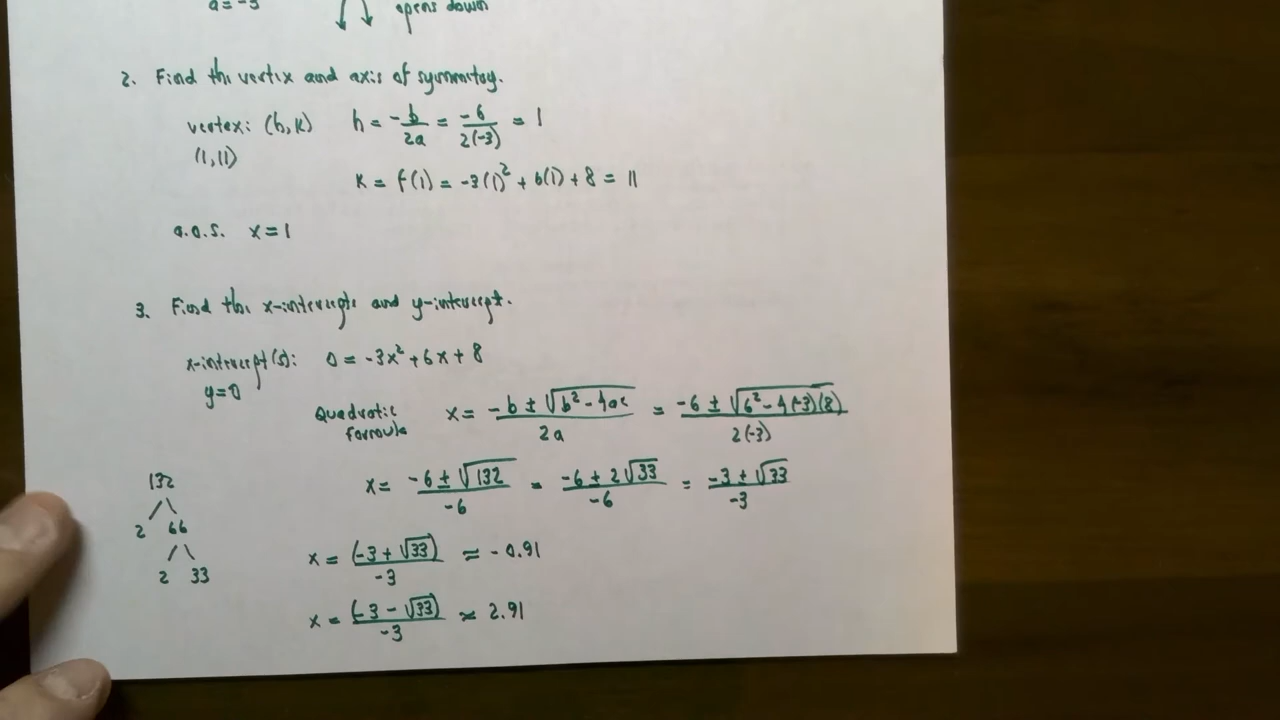 a = -3
opens down
2. Find the vertex and axis of symmetry.
vertex: (h,k) h = -b/2a = -6/2(-3) = 1
(1,11)
k = f(1) = -3(1)² + 6(1) + 8 = 11
a.o.s. x = 1
3. Find the x-intercepts and y-intercept.
x-intercept(s): 0 = -3x² + 6x + 8
y=0
Quadratic formula x = -b ± √(b² - 4ac) / 2a = -6 ± √(6² - 4(-3)(8)) / 2(-3)
x = -6 ± √132 / -6 = -6 ± 2√33 / -6 = -3 ± √33 / -3
132
2 66
2 33
x = (-3 + √33) / -3 ≈ -0.91
x = (-3 - √33) / -3 ≈ 2.91